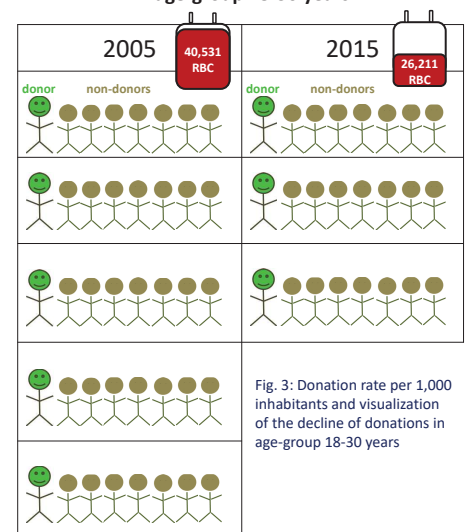 2005
40,531
RBC
2015
26,211
RBC
donor non-donors
donor non-donors
Fig. 3: Donation rate per 1,000
inhabitants and visualization
of the decline of donations in
age-group 18-30 years